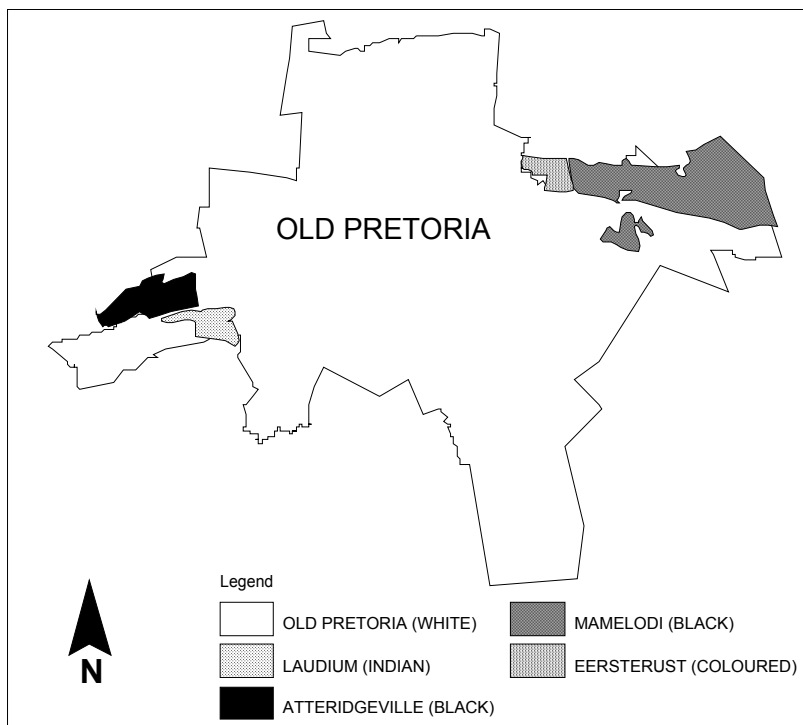 OLD PRETORIA
N
Legend
OLD PRETORIA (WHITE)
LAUDIUM (INDIAN)
ATTERIDGEVILLE (BLACK)
MAMELODI (BLACK)
EERSTERUST (COLOURED)